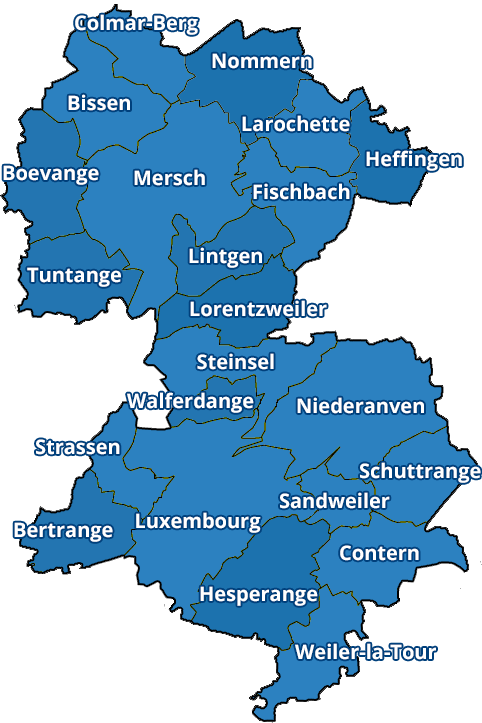 Colmar-Berg
Nommern
Bissen
Larochette
Heffingen
Boevange
Mersch
Fischbach
Lintgen
Tuntange
Lorentzweiler
Steinsel
Walferdange
Niederanven
Strassen
Schuttrange
Sandweiler
Luxembourg
Bertrange
Contern
Hesperange
Weiler-la-Tour